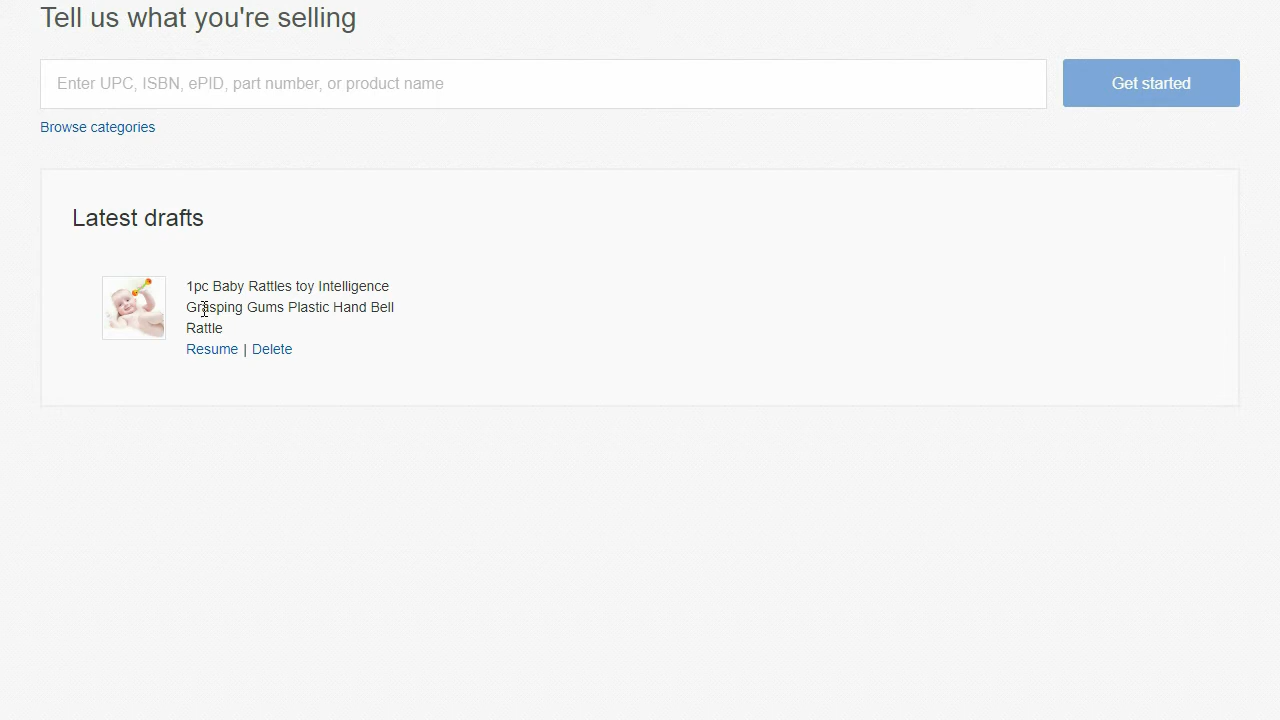 Tell us what you're selling
Enter UPC, ISBN, ePID, part number, or product name
Get started
Browse categories
Latest drafts
1pc Baby Rattles toy Intelligence
Grasping Gums Plastic Hand Bell
Rattle
Resume | Delete